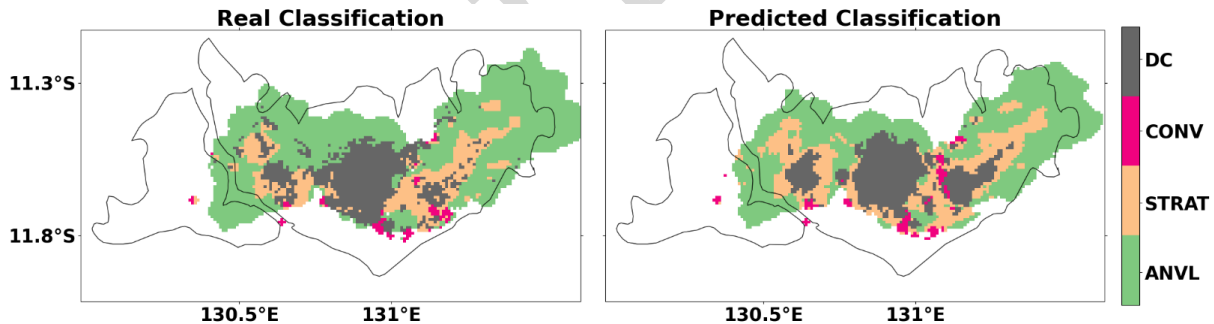 Real Classification
Predicted Classification
11.3°S
11.8°S
130.5°E
131°E
130.5°E
131°E
DC
CONV
STRAT
ANVL